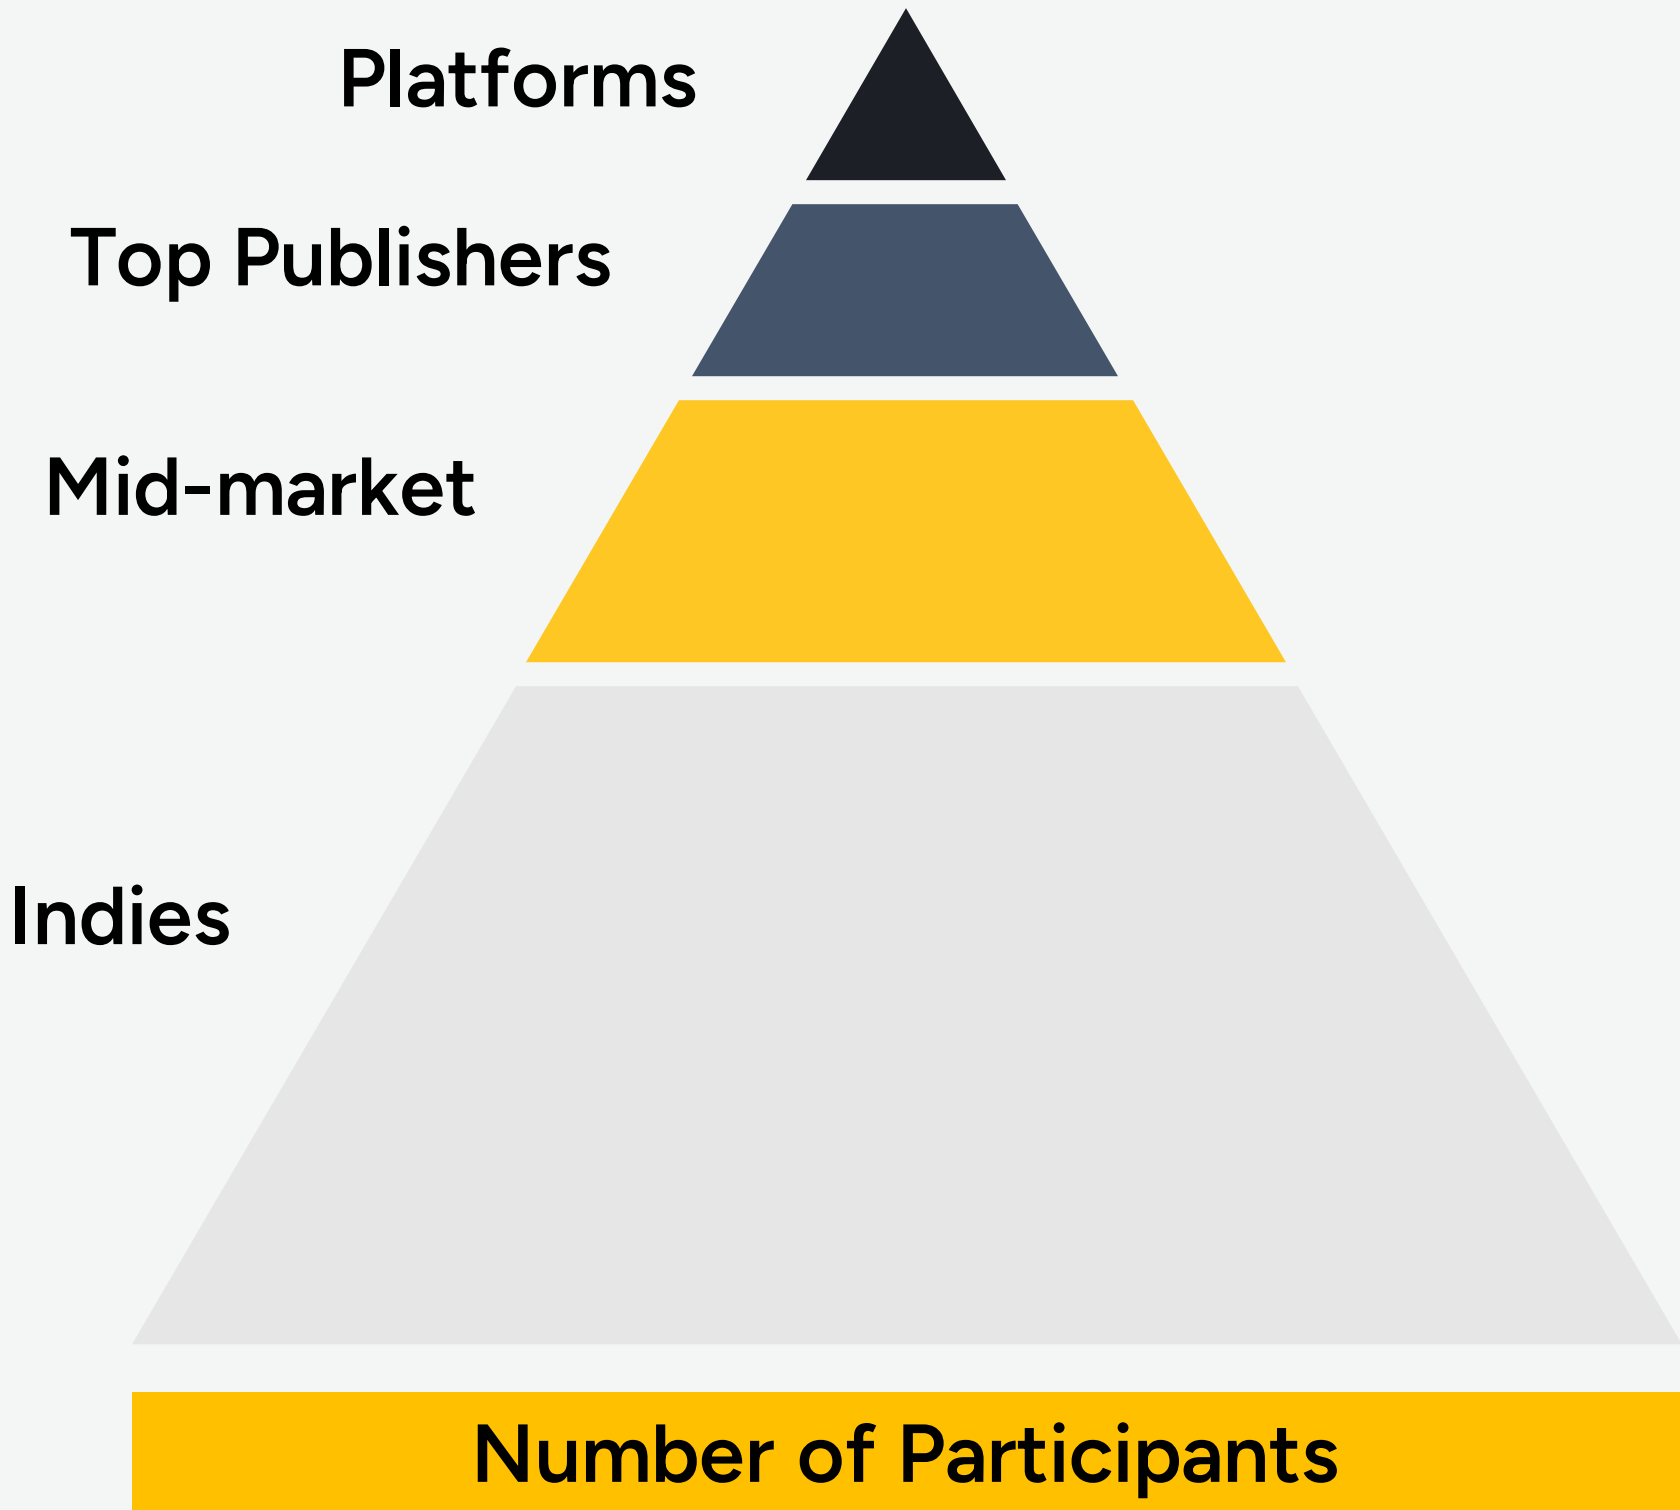 Platforms
Top Publishers
Mid-market
Indies
Number of Participants